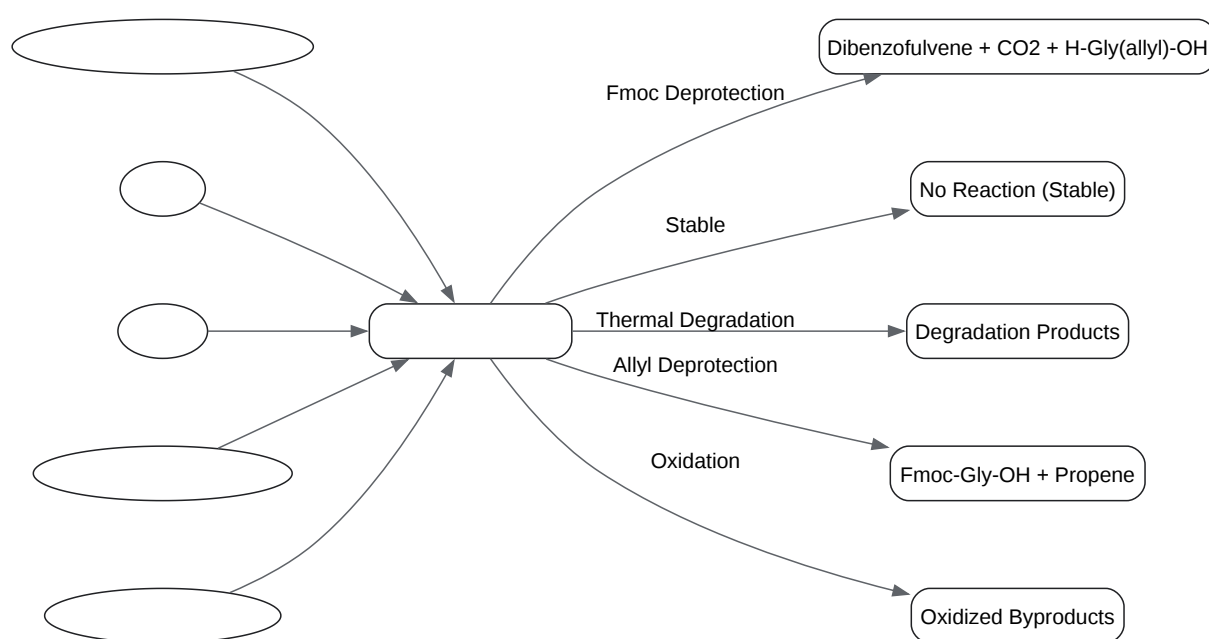 Dibenzofulvene + CO2 + H-Gly(allyl)-OH
Fmoc Deprotection
No Reaction (Stable)
Stable
Thermal Degradation
Degradation Products
Allyl Deprotection
Oxidation
Fmoc-Gly-OH + Propene
Oxidized Byproducts